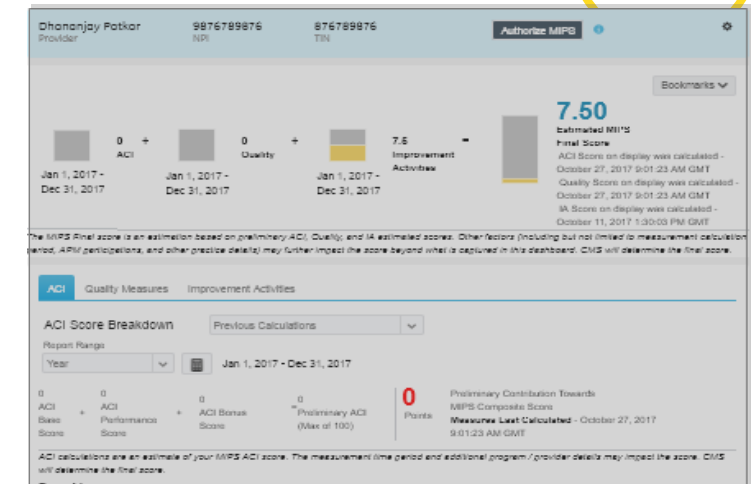 Dhananjay Potkar 9876789876 876789876 Authorize MIPS
Provider NPI TIN
Bookmarks
7.50
Estimated MIPS
Final Score
ACI Score on display was calculated -
October 27, 2017 9:01:23 AM GMT
Quality Score on display was calculated -
October 27, 2017 9:01:23 AM GMT
IA Score on display was calculated -
October 11, 2017 1:30:03 PM GMT
0 + 0 + 7.5 =
ACI Quality Improvement
Activities
Jan 1, 2017 - Jan 1, 2017 - Jan 1, 2017 -
Dec 31, 2017 Dec 31, 2017 Dec 31, 2017
The MIPS Final score is an estimation based on preliminary ACI, Quality, and IA estimated scores. Other factors (including but not limited to measurement calculation
period, APM participations, and other practice details) may further impact the score beyond what is captured in this dashboard. CMS will determine the final score.
ACI Quality Measures Improvement Activities
ACI Score Breakdown Previous Calculations
Report Range
Year Jan 1, 2017 - Dec 31, 2017
0 0 0 0
ACI + ACI + ACI Bonus = Preliminary ACI
Base Performance Score (Max of 100)
Score Score
0
Points
Preliminary Contribution Towards
MIPS Composite Score
Measures Last Calculated - October 27, 2017
9:01:23 AM GMT
ACI calculations are an estimate of your MIPS ACI score. The measurement time period and additional program / provider details may impact the score. CMS
will determine the final score.